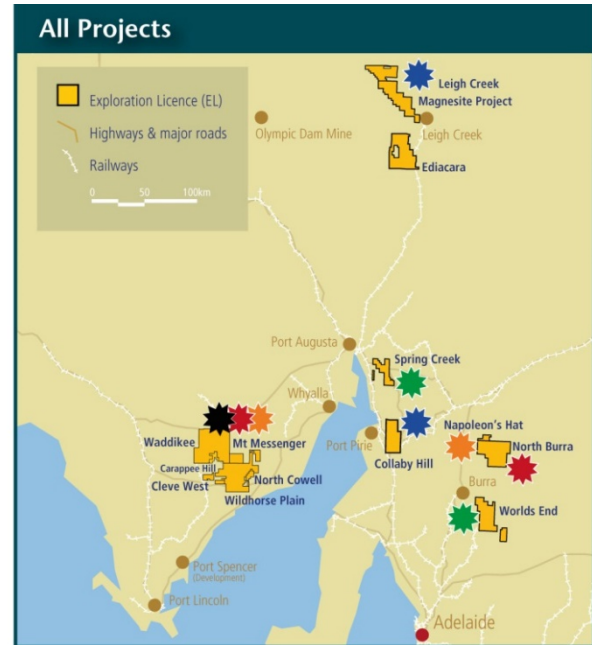 All Projects
Exploration Licence (EL)
Highways & major roads
Railways
0 50 100km
Olympic Dam Mine
Leigh Creek
Magnesite Project
Leigh Creek
Ediacara
Port Augusta
Spring Creek
Whyalla
Napoleon's Hat
Waddikee
Mt Messenger
Port Pirie
North Burra
Carappee Hill
Collaby Hill
Cleve West
North Cowell
Wildhorse Plain
Burra
Worlds End
Port Spencer
(Development)
Port Lincoln
Adelaide